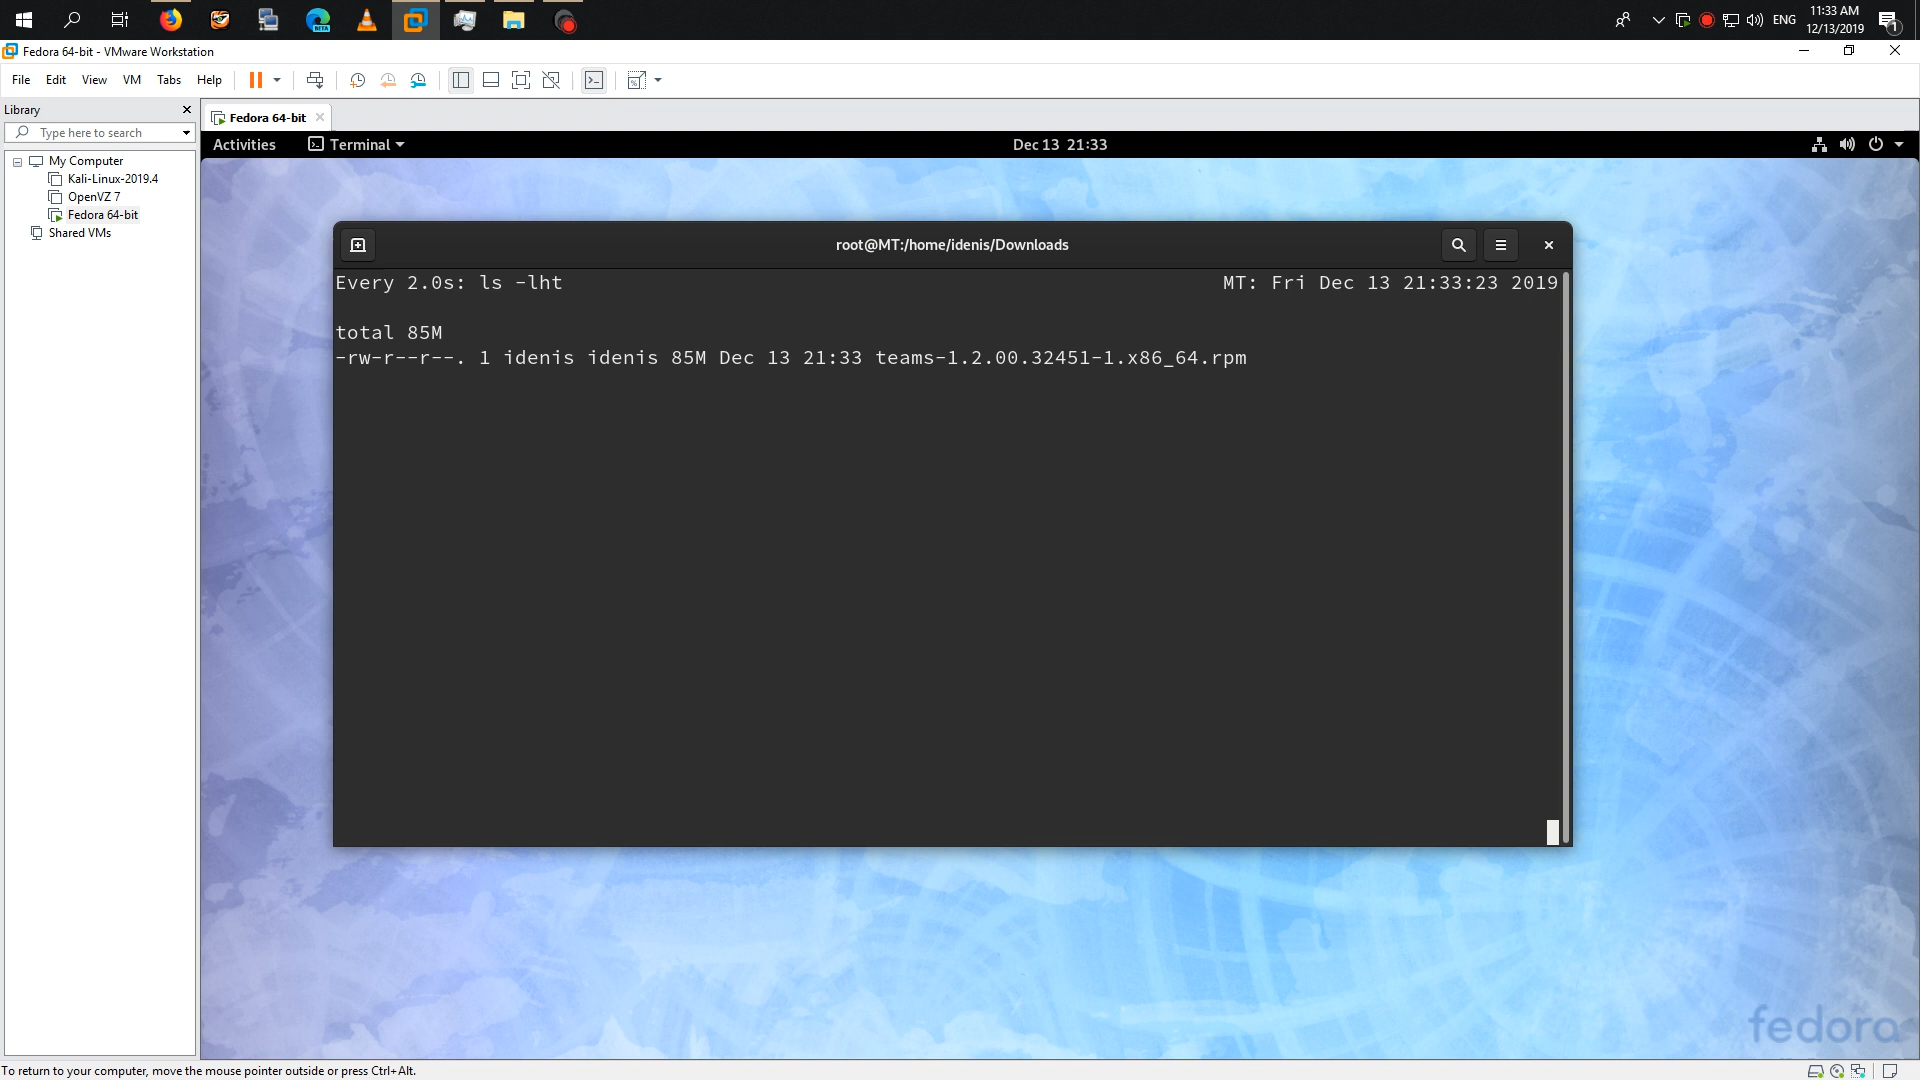 ENG
11:33 AM
12/13/2019
1
Fedora 64-bit - VMware Workstation
File Edit View VM Tabs Help
Library
Type here to search
My Computer
Kali-Linux-2019.4
OpenVZ 7
Fedora 64-bit
Shared VMs
Fedora 64-bit
Activities Terminal Dec 13 21:33
root@MT:/home/idenis/Downloads
Every 2.0s: ls -lht MT: Fri Dec 13 21:33:23 2019
total 85M
-rw-r--r--. 1 idenis idenis 85M Dec 13 21:33 teams-1.2.00.32451-1.x86_64.rpm
fedora
To return to your computer, move the mouse pointer outside or press Ctrl+Alt.